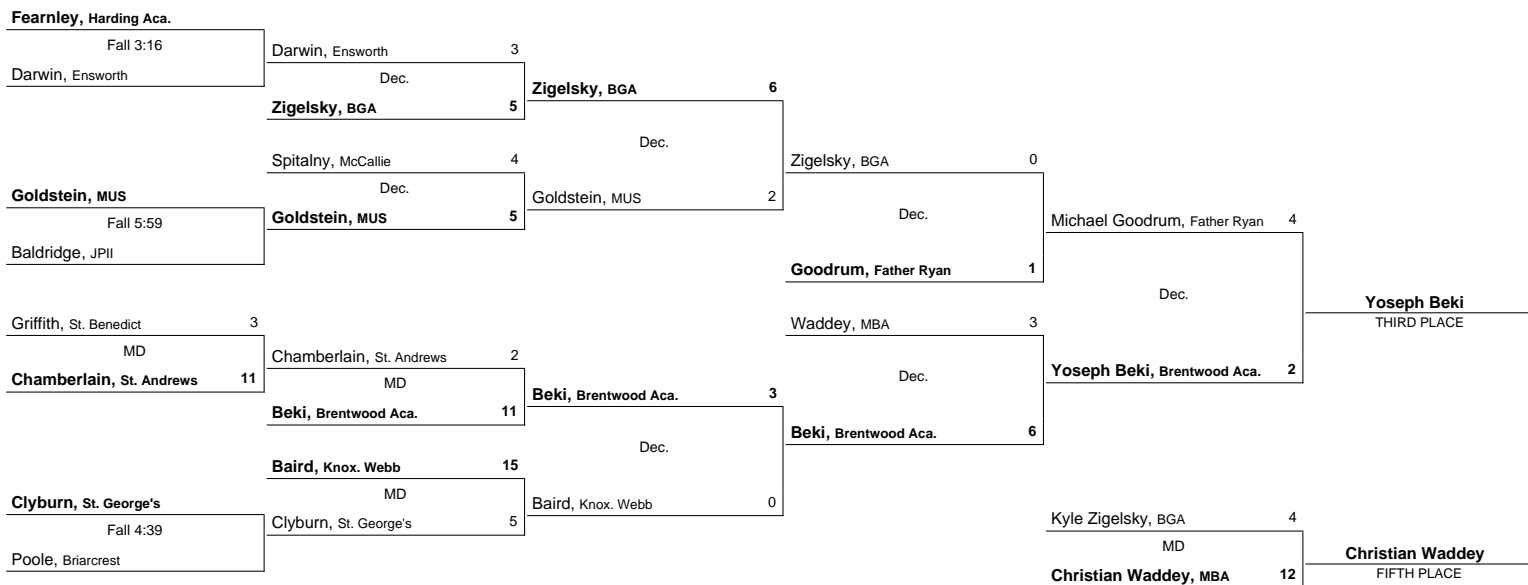 Fearnley, Harding Aca.
Fall 3:16
Darwin, Ensworth
Darwin, Ensworth 3
Dec.
Zigelsky, BGA 5
Zigelsky, BGA 6
Dec.
Spitalny, McCallie 4
Dec.
Goldstein, MUS 5
Goldstein, MUS
Fall 5:59
Baldridge, JPII
Goldstein, MUS 2
Zigelsky, BGA 0
Dec.
Goodrum, Father Ryan 1
Michael Goodrum, Father Ryan 4
Dec.
Yoseph Beki, Brentwood Aca. 2
Yoseph Beki
THIRD PLACE
Griffith, St. Benedict 3
MD
Chamberlain, St. Andrews 11
Chamberlain, St. Andrews 2
MD
Beki, Brentwood Aca. 11
Beki, Brentwood Aca. 3
Dec.
Baird, Knox. Webb 0
Waddey, MBA 3
Dec.
Beki, Brentwood Aca. 6
Baird, Knox. Webb 15
MD
Clyburn, St. George's 5
Clyburn, St. George's
Fall 4:39
Poole, Briarcrest
Kyle Zigelsky, BGA 4
MD
Christian Waddey, MBA 12
Christian Waddey
FIFTH PLACE